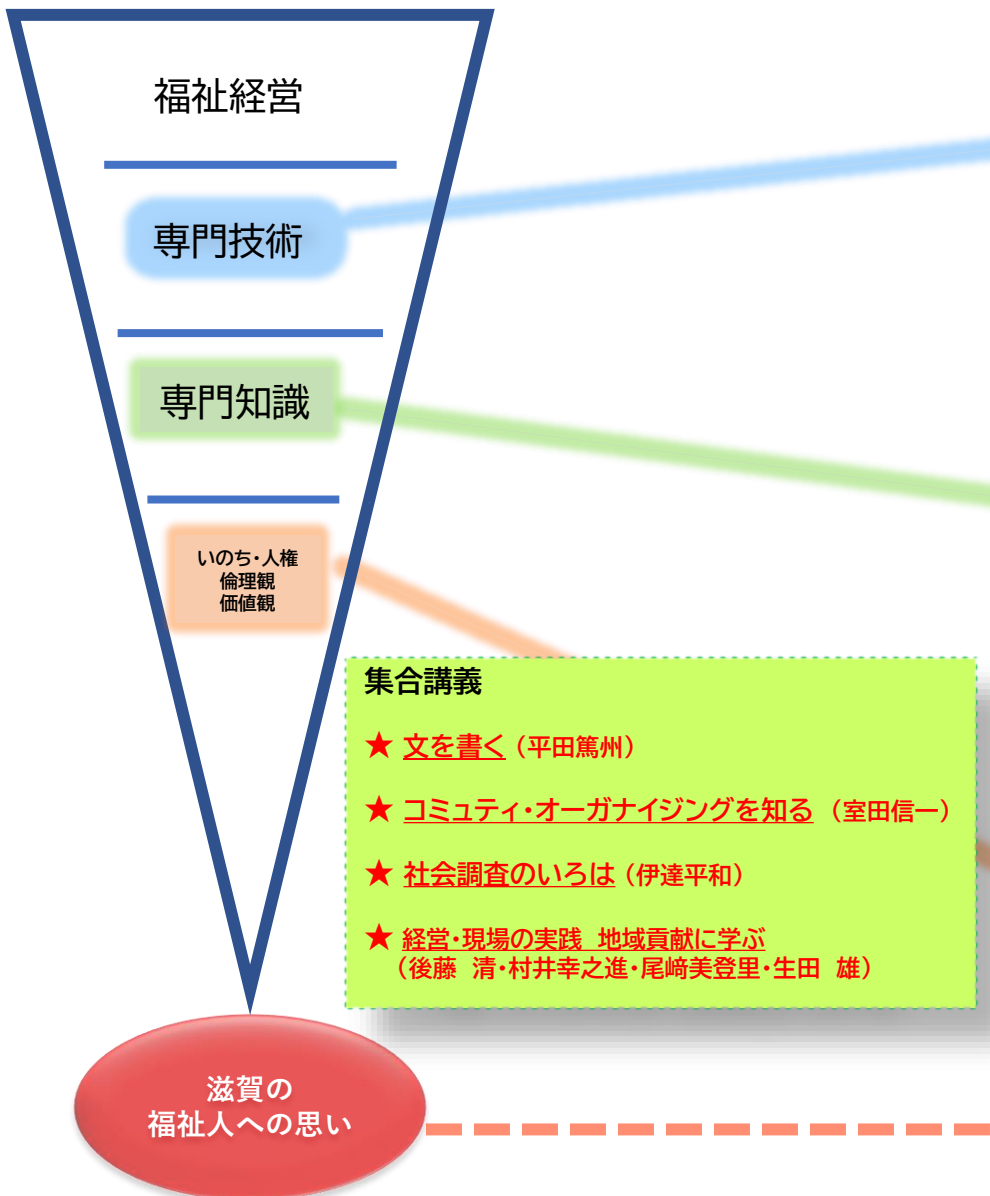 福祉経営
専門技術
専門知識
いのち・人権
倫理観
価値観
集合講義
★ 文を書く（平田篤州）
★ コミュティ・オーガナイジングを知る （室田信一）
★ 社会調査のいろは（伊達平和）
★ 経営・現場の実践 地域貢献に学ぶ
（後藤 清・村井幸之進・尾﨑美登里・生田 雄）
滋賀の
福祉人への思い